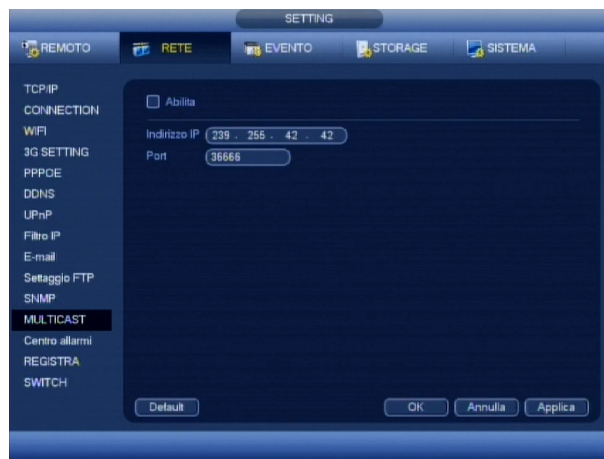 SETTING
REMOTO RETE EVENTO STORAGE SISTEMA
TCP/IP
CONNECTION
WIFI
3G SETTING
PPPOE
DDNS
UPnP
Filtro IP
E-mail
Settaggio FTP
SNMP
MULTICAST
Centro allarmi
REGISTRA
SWITCH
Abilita
Indirizzo IP 239 . 255 . 42 . 42
Port 36666
Default OK Annulla Applica